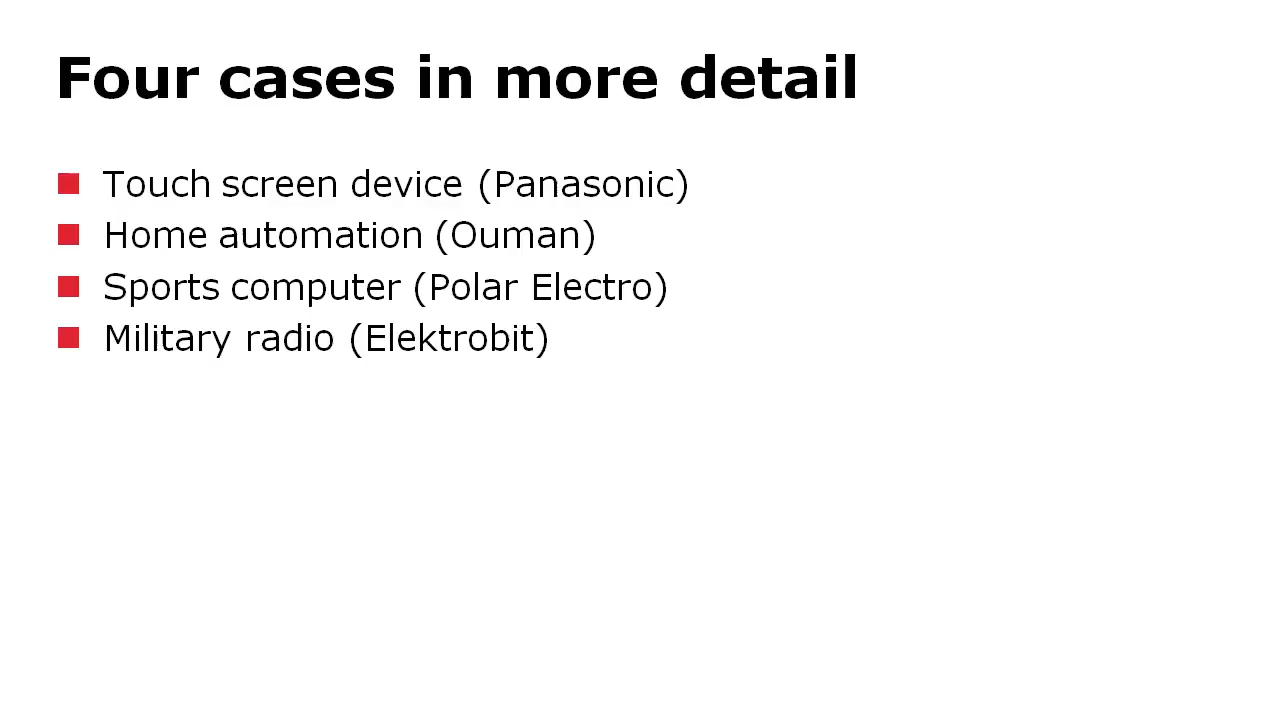 Four cases in more detail
Touch screen device (Panasonic)
Home automation (Ouman)
Sports computer (Polar Electro)
Military radio (Elektrobit)